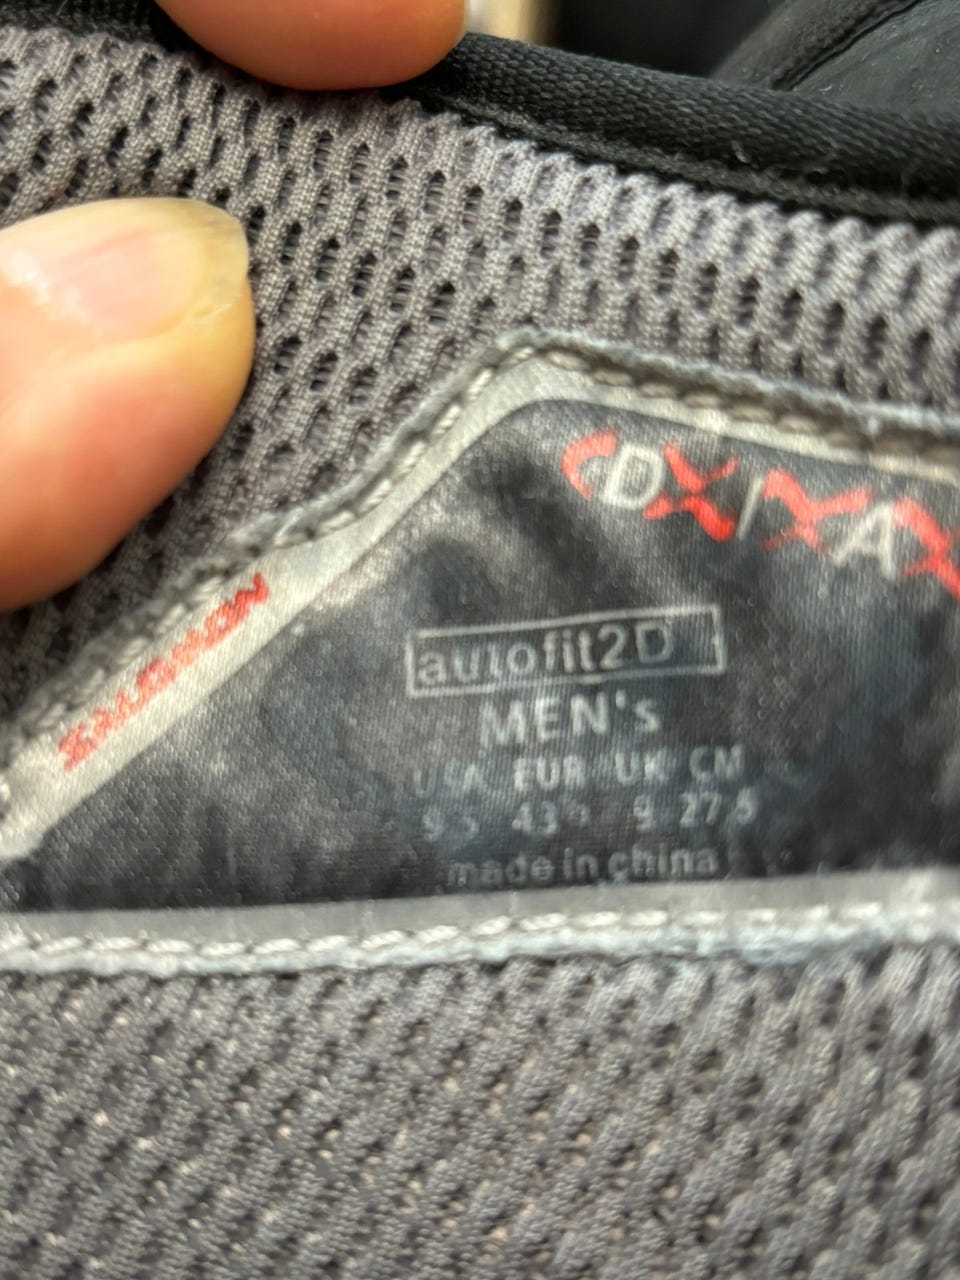 SALOMON
autofit2D
MEN's
USA EUR UK CM
9.5 43⅓ 9 27.5
made in china